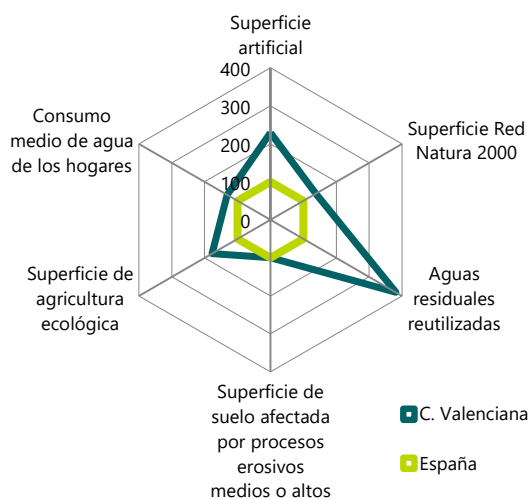 Superficie
artificial
400
300
200
100
0
Consumo
medio de agua
de los hogares
Superficie Red
Natura 2000
Superficie de
agricultura
ecológica
Aguas
residuales
reutilizadas
Superficie de
suelo afectada
por procesos
erosivos
medios o altos
C. Valenciana
España